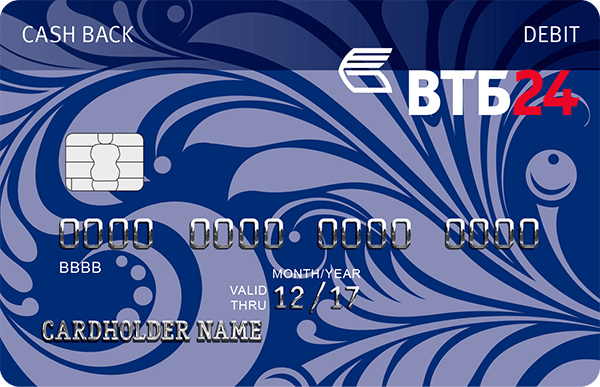 CASH BACK
DEBIT
ВТБ24
0000 0000 0000 0000
BBBB
MONTH/YEAR
VALID THRU 12/17
CARDHOLDER NAME